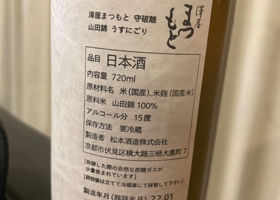 澤屋
まつもと
澤屋まつもと 守破離
山田錦 うすにごり
品目 日本酒
内容量 720ml
原材料名 米(国産)、米麹(国産米)
原料米 山田錦100%
アルコール分 15度
保存方法 要冷蔵
製造者 松本酒造株式会社
京都市伏見区横大路三栖大黒町7
製造年月 22.01